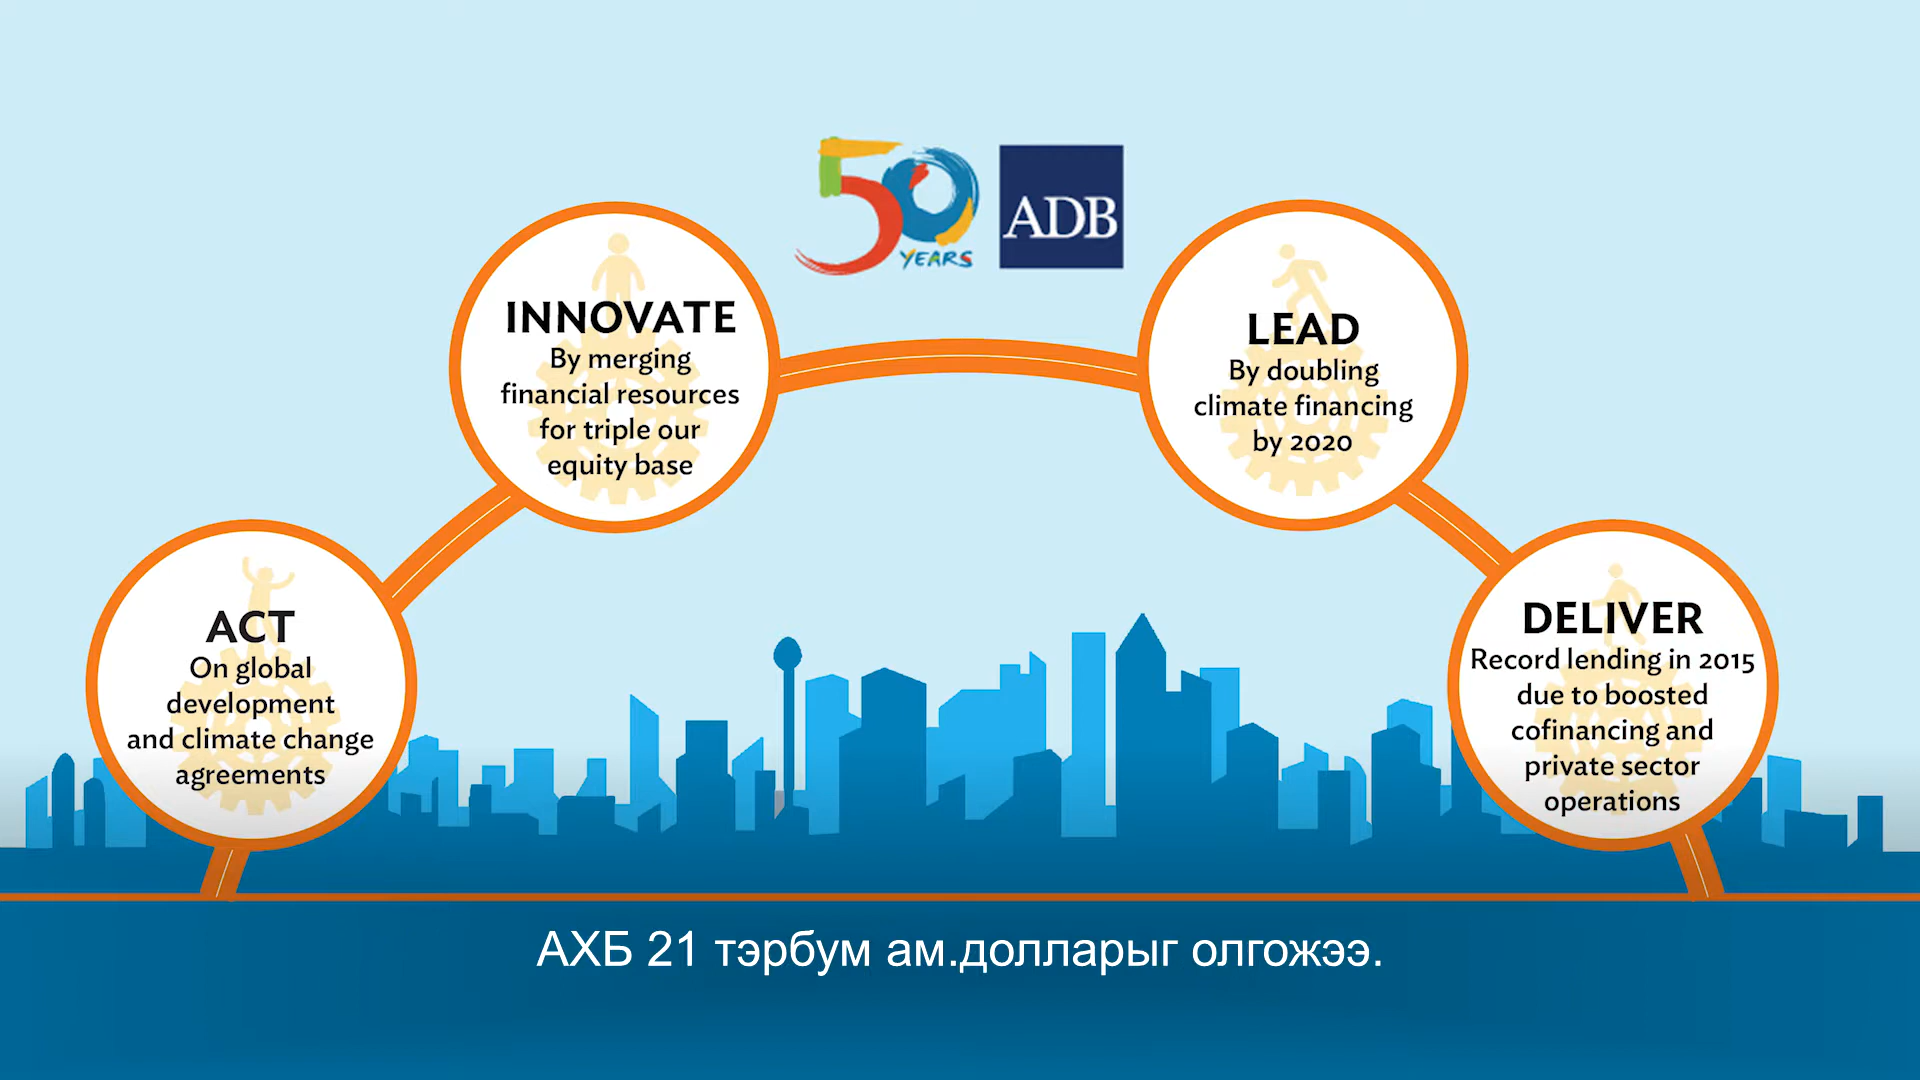 50
YEARS
ADB
INNOVATE
By merging
financial resources
for triple our
equity base
LEAD
By doubling
climate financing
by 2020
ACT
On global
development
and climate change
agreements
DELIVER
Record lending in 2015
due to boosted
cofinancing and
private sector
operations
АХБ 21 тэрбум ам.долларыг олгожээ.